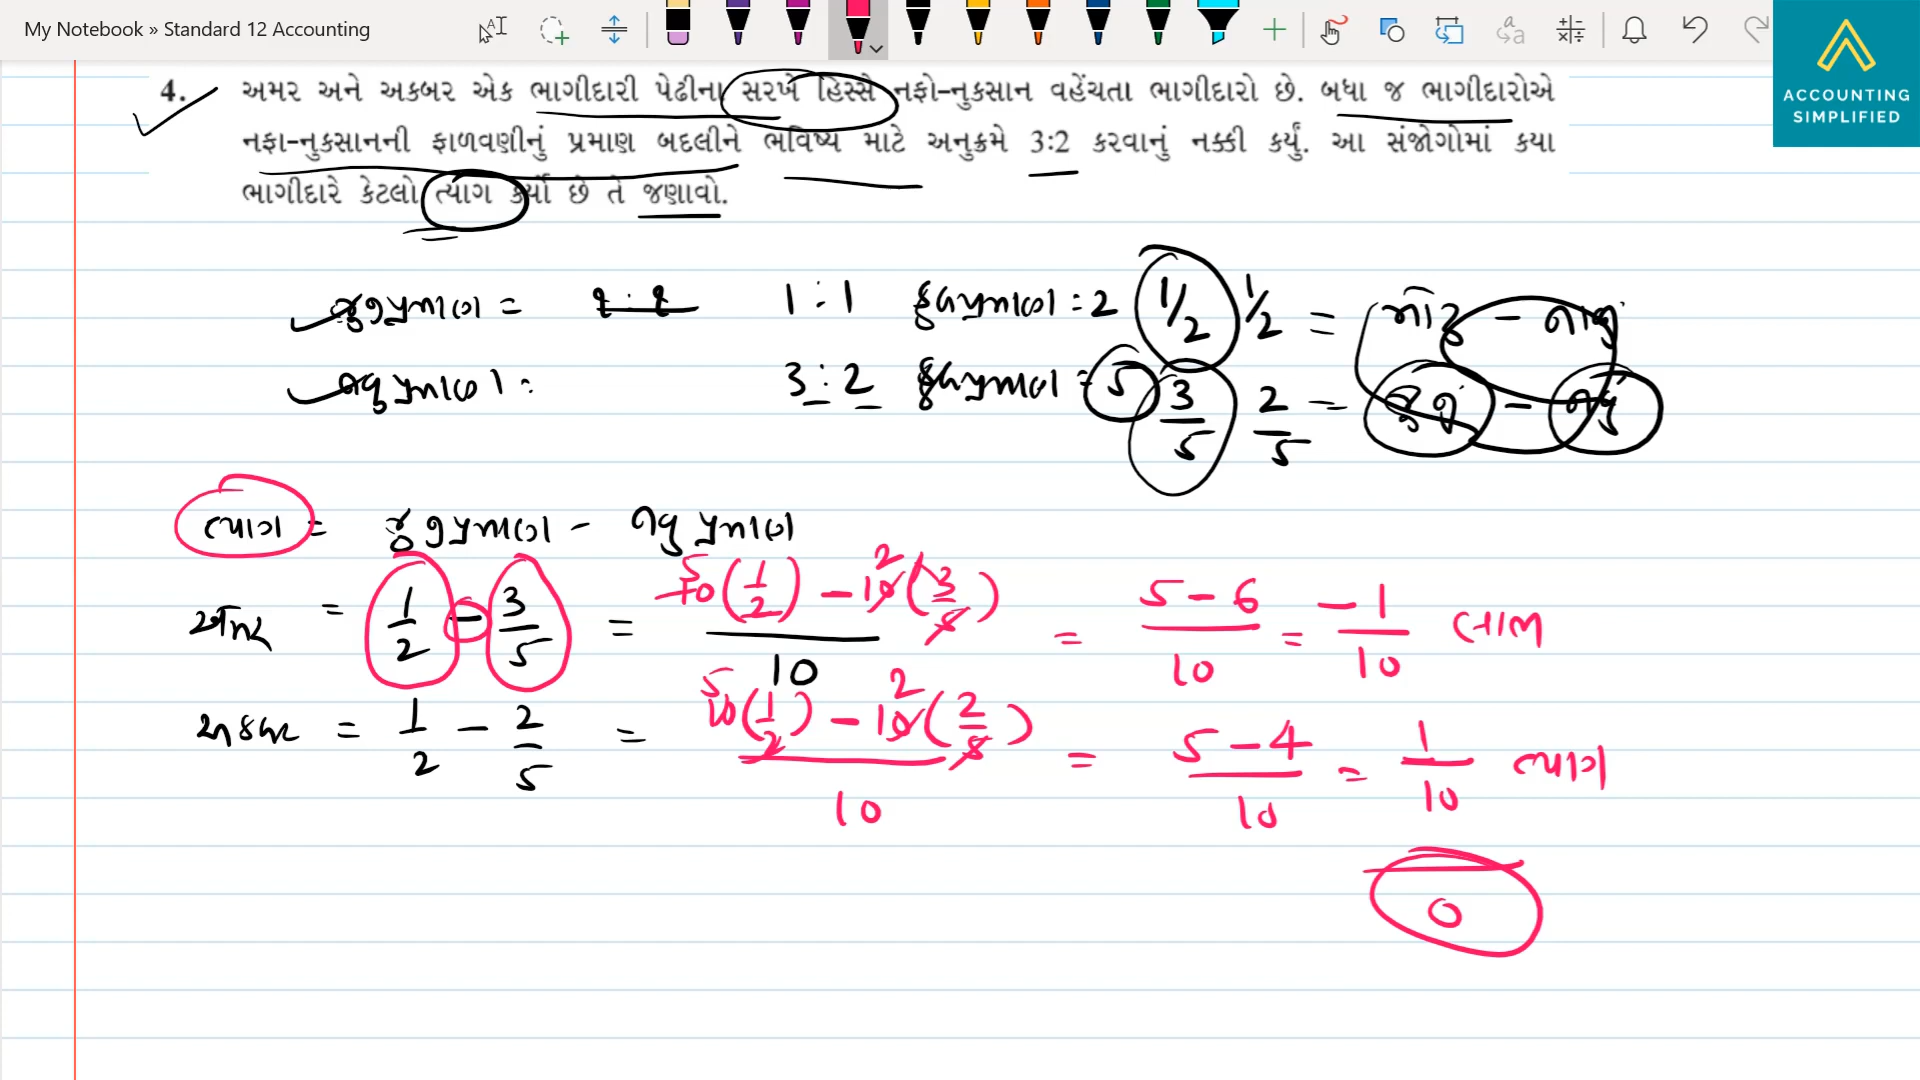 My Notebook » Standard 12 Accounting
ACCOUNTING
SIMPLIFIED
4. અમર અને અકબર એક ભાગીદારી પેઢીના સરખે હિસ્સે નફો-નુકસાન વહેંચતા ભાગીદારો છે. બધા જ ભાગીદારોએ
નફા-નુકસાનની ફાળવણીનું પ્રમાણ બદલીને ભવિષ્ય માટે અનુક્રમે 3:2 કરવાનું નક્કી કર્યું. આ સંજોગોમાં કયા
ભાગીદારે કેટલો ત્યાગ કર્યો છે તે જણાવો.
જૂનુ પ્રમાણ = 1 : 1 કુલ પ્રમાણ = 2 1/2 1/2 = મોટું - નાનું
નવુ પ્રમાણ = 3 : 2 કુલ પ્રમાણ = 5 3/5 2/5 = જૂનું - નવું
ત્યાગ = જૂનુ પ્રમાણ - નવુ પ્રમાણ
અમર = 1/2 - 3/5 = 10(1/2) - 10(3/5) / 10 = 5 - 6 / 10 = -1/10 લાભ
અકબર = 1/2 - 2/5 = 10(1/2) - 10(2/5) / 10 = 5 - 4 / 10 = 1/10 ત્યાગ
0